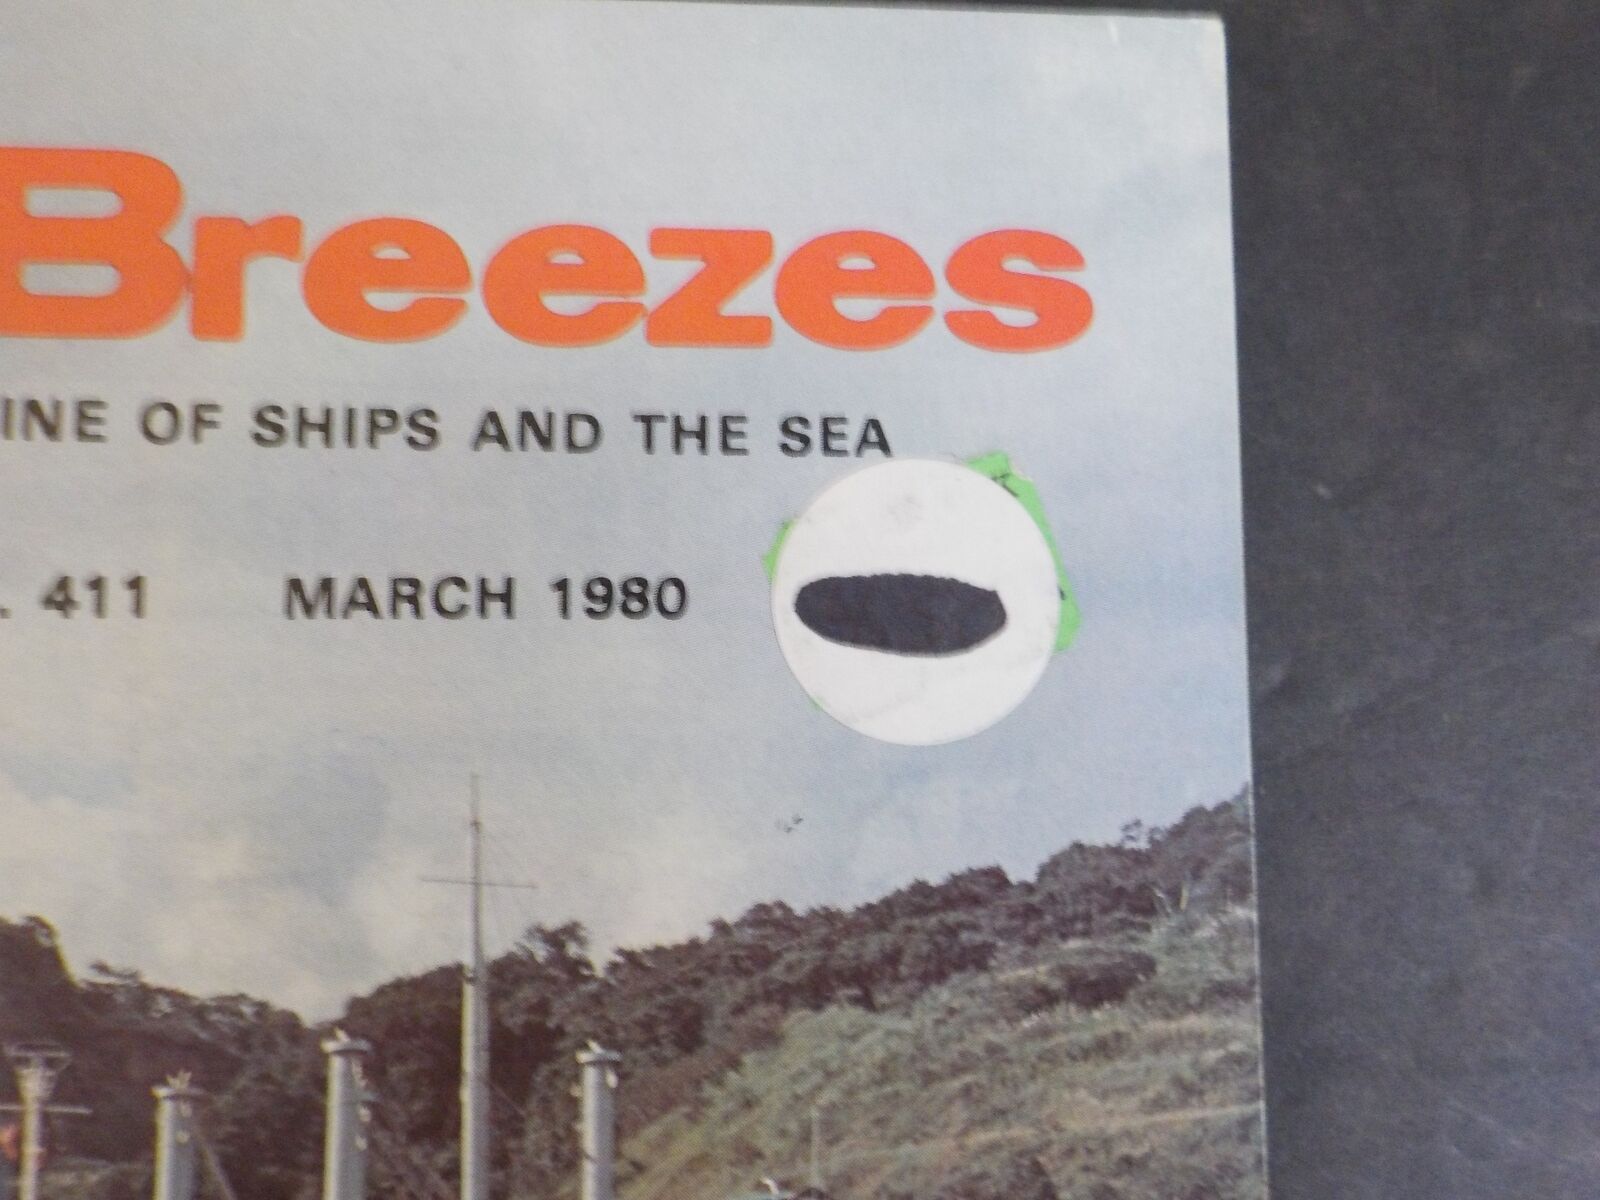 Breezes
INE OF SHIPS AND THE SEA
. 411 MARCH 1980